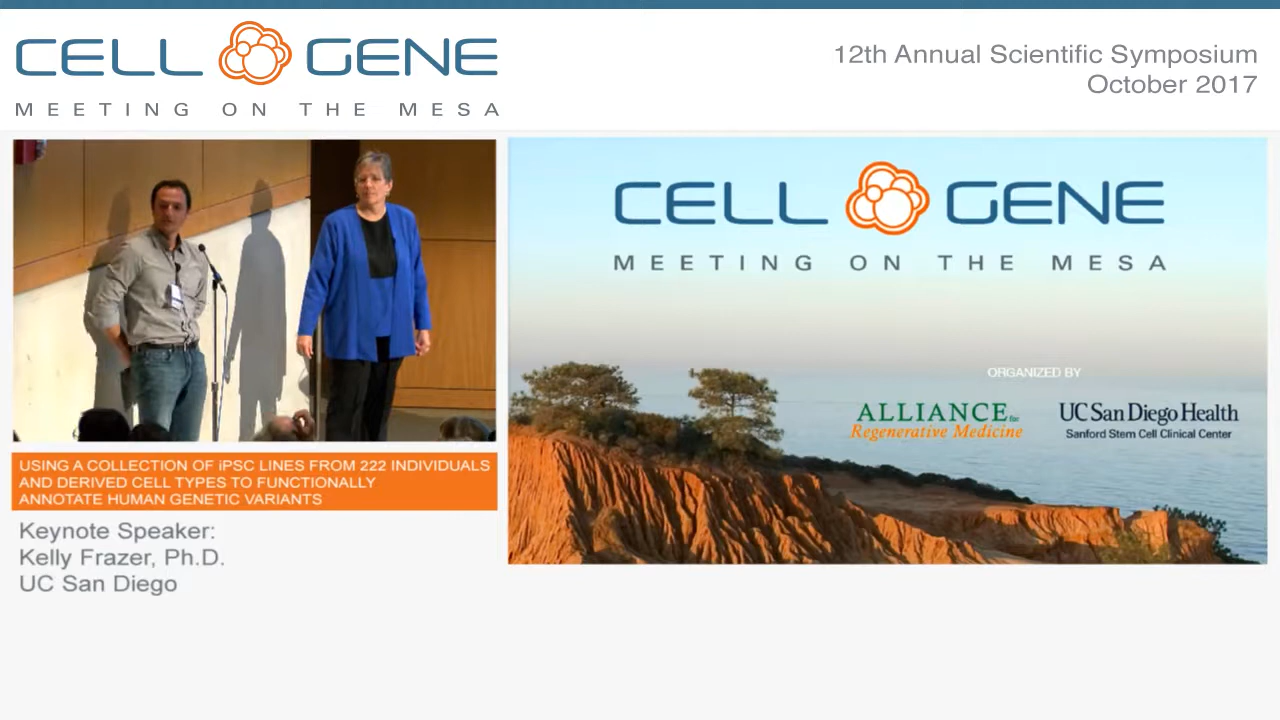 CELL GENE
MEETING ON THE MESA
12th Annual Scientific Symposium
October 2017
CELL GENE
MEETING ON THE MESA
ORGANIZED BY
ALLIANCE for
Regenerative Medicine
UC San Diego Health
Sanford Stem Cell Clinical Center
USING A COLLECTION OF iPSC LINES FROM 222 INDIVIDUALS
AND DERIVED CELL TYPES TO FUNCTIONALLY
ANNOTATE HUMAN GENETIC VARIANTS
Keynote Speaker:
Kelly Frazer, Ph.D.
UC San Diego